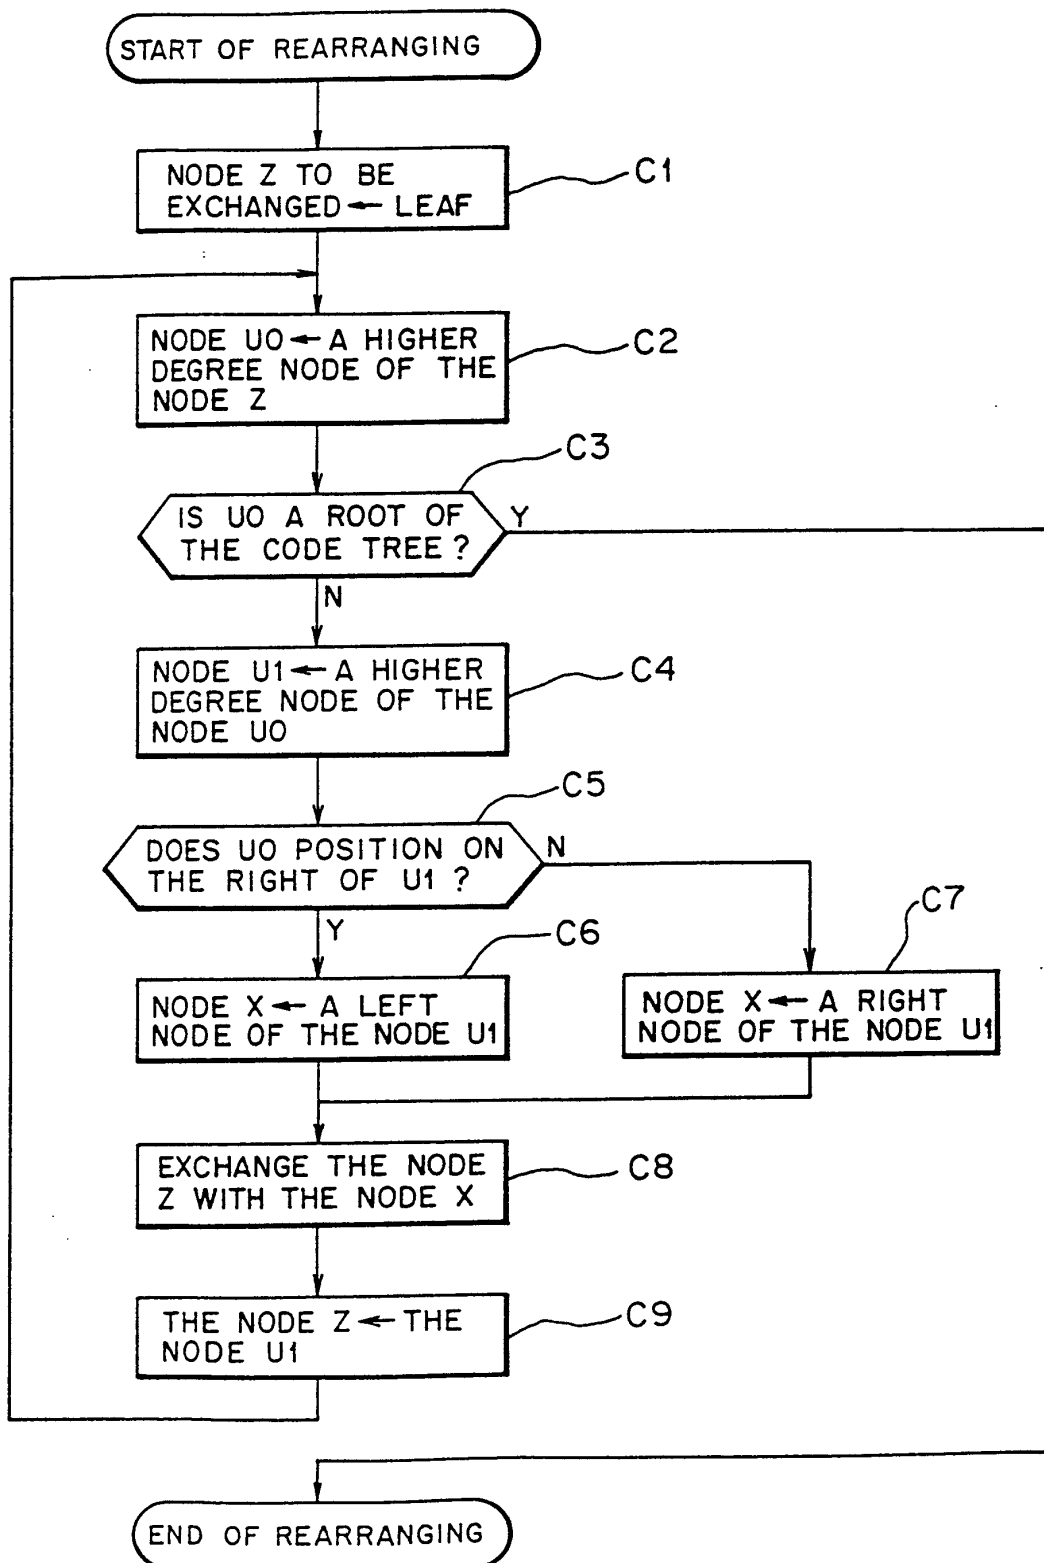 START OF REARRANGING
NODE Z TO BE
EXCHANGED ← LEAF
C1
NODE U0 ← A HIGHER
DEGREE NODE OF THE
NODE Z
C2
C3
IS U0 A ROOT OF
THE CODE TREE?
Y
N
NODE U1 ← A HIGHER
DEGREE NODE OF THE
NODE U0
C4
C5
DOES U0 POSITION ON
THE RIGHT OF U1?
N
Y
C6
C7
NODE X ← A LEFT
NODE OF THE NODE U1
NODE X ← A RIGHT
NODE OF THE NODE U1
EXCHANGE THE NODE
Z WITH THE NODE X
C8
THE NODE Z ← THE
NODE U1
C9
END OF REARRANGING